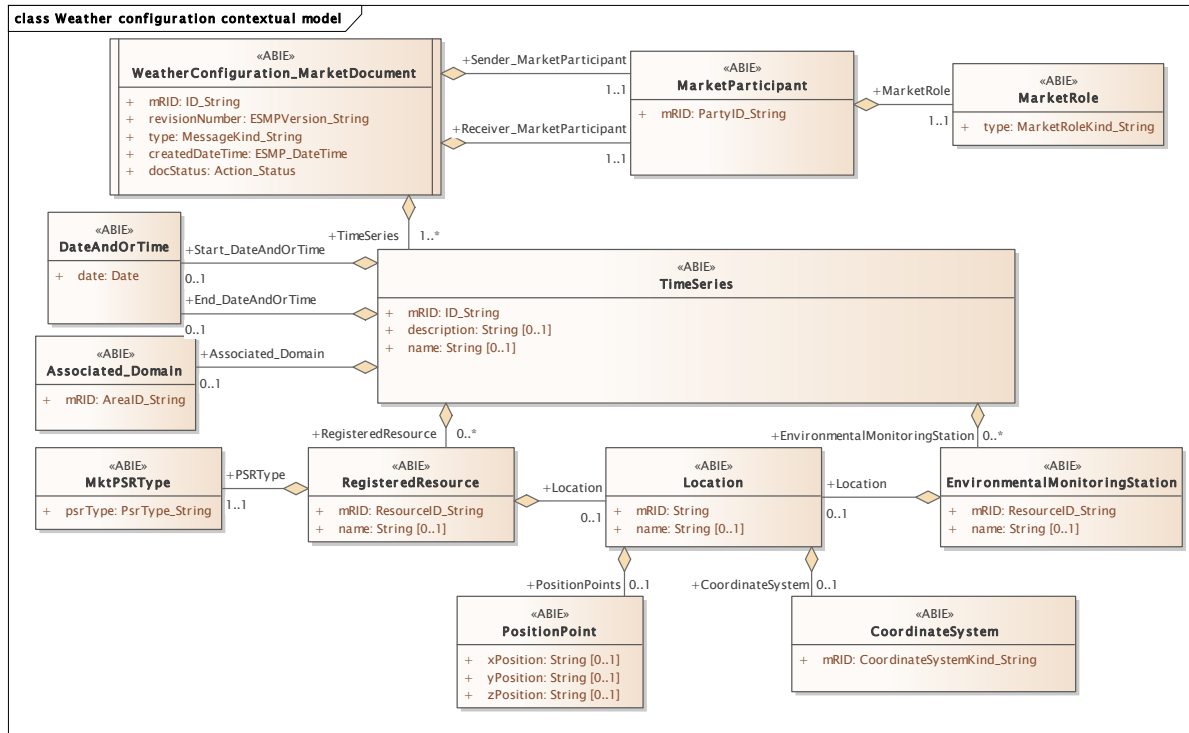 class Weather configuration contextual model
«ABIE»
WeatherConfiguration_MarketDocument
+ mRID: ID_String
+ revisionNumber: ESMPVersion_String
+ type: MessageKind_String
+ createdDateTime: ESMP_DateTime
+ docStatus: Action_Status
+Sender_MarketParticipant
1..1
+Receiver_MarketParticipant
1..1
«ABIE»
MarketParticipant
+ mRID: PartyID_String
+MarketRole
1..1
«ABIE»
MarketRole
+ type: MarketRoleKind_String
+TimeSeries 1..*
«ABIE»
DateAndOrTime
+ date: Date
+Start_DateAndOrTime
0..1
+End_DateAndOrTime
0..1
«ABIE»
TimeSeries
+ mRID: ID_String
+ description: String [0..1]
+ name: String [0..1]
«ABIE»
Associated_Domain
+ mRID: AreaID_String
+Associated_Domain
0..1
+RegisteredResource 0..*
+EnvironmentalMonitoringStation 0..*
«ABIE»
MktPSRType
+ psrType: PsrType_String
+PSRType
1..1
«ABIE»
RegisteredResource
+ mRID: ResourceID_String
+ name: String [0..1]
+Location
0..1
«ABIE»
Location
+ mRID: String
+ name: String [0..1]
+Location
0..1
«ABIE»
EnvironmentalMonitoringStation
+ mRID: ResourceID_String
+ name: String [0..1]
+PositionPoints 0..1
+CoordinateSystem 0..1
«ABIE»
PositionPoint
+ xPosition: String [0..1]
+ yPosition: String [0..1]
+ zPosition: String [0..1]
«ABIE»
CoordinateSystem
+ mRID: CoordinateSystemKind_String